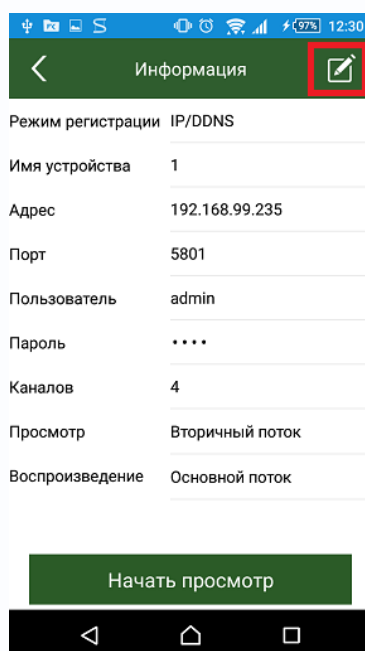 97% 12:30
Информация
Режим регистрации IP/DDNS
Имя устройства 1
Адрес 192.168.99.235
Порт 5801
Пользователь admin
Пароль ••••
Каналов 4
Просмотр Вторичный поток
Воспроизведение Основной поток
Начать просмотр